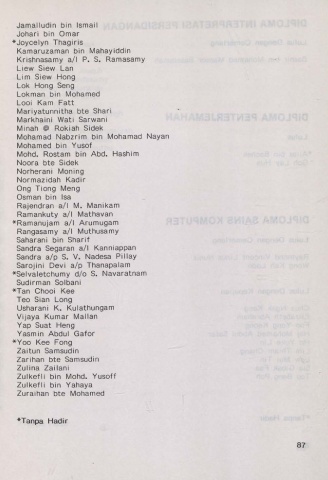 Jamailudin bin Ismail
Johari bin Omar
*Joycelyn Thagiris
Kamaruzaman bin Mahayiddin
Krishnasamy a/l P. S. Ramasamy
Liew Siew Lan
Lim Siew Hong
Lok Hong Seng
Lokman bin Mohamed
Looi Kam Fatt
Mariyatunnitha bte Shari
Markhaini Wati Sarwani
Minah @ Rokiah Sidek
Mohamad Nabzrim bin Mohamad Nayan
Mohamed bin Yusof
Mohd. Rostam bin Abd. Hashim
Noora bte Sidek
Norherani Moning
Normazidah Kadir
Ong Tiong Meng
Osman bin Isa
Rajendran a/l M. Manikam
Ramankuty a/l Mathavan
*Ramanujam a/l Arumugam
Rangasamy a/l Muthusamy
Saharani bin Sharif
Sandra Segaran a/l Kanniappan
Sandra a/p S. V. Nadesa Pillay
Sarojini Devi a/p Thanapalam
*Selvaletchumy d/o S. Navaratnam
Sudirman Solbani
*Tan Chooi Kee
Teo Sian Long
Usharani K. Kulathungam
Vijaya Kumar Mailan
Yap Suat Heng
Yasmin Abdul Gafor
*Yoo Kee Fong
Zaitun Samsudin
Zarihan bte Samsudin
Zulina Zailani
Zulkefli bin Mohd. Yusoff
Zulkefli bin Yahaya
Zuraihan bte Mohamed
*Tanpa Hadir
87